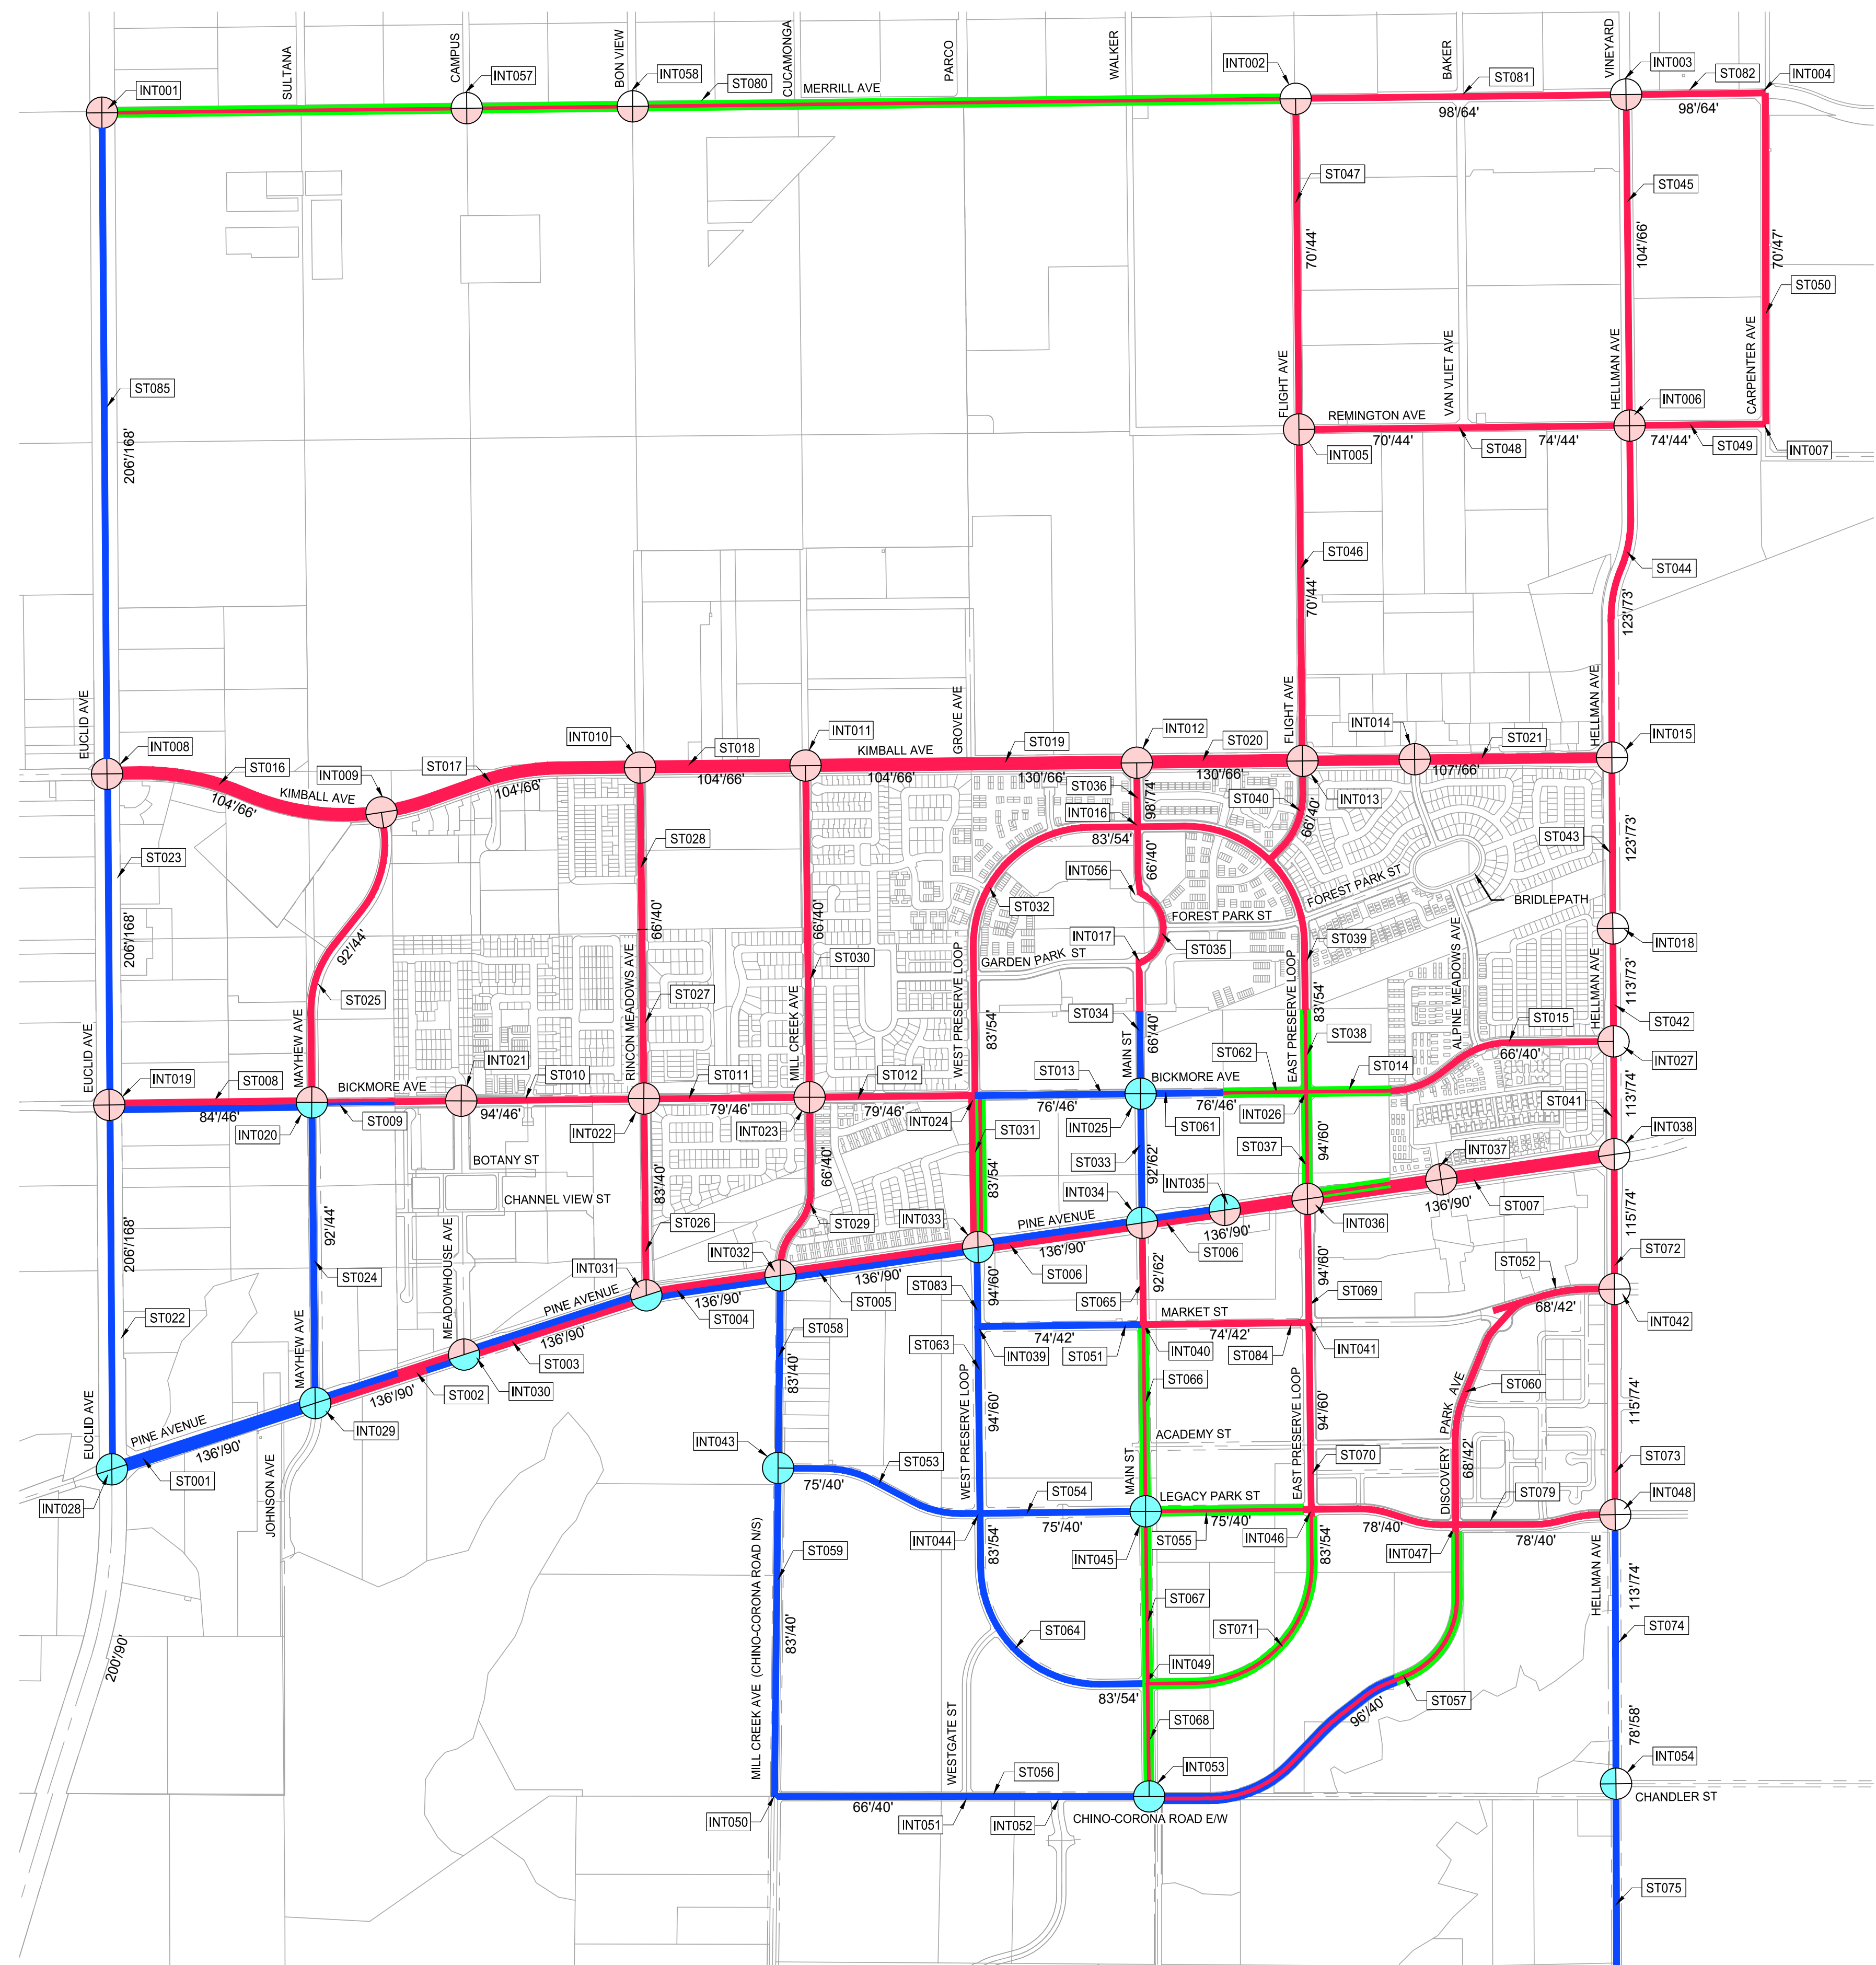 SULTANA
CAMPUS
BON VIEW
CUCAMONGA
PARCO
WALKER
BAKER
VINEYARD
INT001
INT057
INT058
ST080
MERRILL AVE
INT002
ST081
INT003
ST082
INT004
98'/64'
98'/64'
ST047
ST045
70'/44'
104'/66'
70'/47'
ST050
ST085
206'/168'
FLIGHT AVE
VAN VLIET AVE
HELLMAN AVE
CARPENTER AVE
INT006
REMINGTON AVE
70'/44'
74'/44'
74'/44'
INT005
ST048
ST049
INT007
ST046
70'/44'
ST044
123'/73'
EUCLID AVE
INT008
ST016
INT009
ST017
INT010
ST018
INT011
KIMBALL AVE
GROVE AVE
ST019
INT012
ST020
FLIGHT AVE
INT014
ST021
HELLMAN AVE
INT015
104'/66'
KIMBALL AVE
104'/66'
104'/66'
104'/66'
130'/66'
130'/66'
107'/66'
ST036
98'/74'
ST040
INT013
66'/40'
INT016
83'/54'
66'/40'
ST043
123'/73'
ST023
ST028
INT056
FOREST PARK ST
BRIDLEPATH
ST032
FOREST PARK ST
206'/168'
92'/44'
66'/40'
66'/40'
INT017
ST035
ST039
INT018
GARDEN PARK ST
ST030
ST025
RINCON MEADOWS AVE
ST027
MILL CREEK AVE
WEST PRESERVE LOOP
EAST PRESERVE LOOP
ALPINE MEADOWS AVE
HELLMAN AVE
113'/73'
83'/54'
ST034
MAIN ST
66'/40'
83'/54'
ST038
ST015
ST042
EUCLID AVE
MAYHEW AVE
66'/40'
INT019
ST008
BICKMORE AVE
INT021
ST010
ST011
ST012
ST013
BICKMORE AVE
ST062
ST014
INT027
84'/46'
INT020
ST009
94'/46'
INT022
79'/46'
INT023
79'/46'
INT024
76'/46'
INT025
76'/46'
ST061
INT026
ST041
113'/74'
BOTANY ST
ST031
ST033
92'/62'
ST037
94'/60'
INT037
INT038
CHANNEL VIEW ST
83'/40'
66'/40'
83'/54'
INT034
INT035
206'/168'
92'/44'
MEADOWHOUSE AVE
ST026
ST029
INT033
PINE AVENUE
136'/90'
136'/90'
ST006
ST006
INT036
136'/90'
ST007
115'/74'
ST024
INT031
INT032
136'/90'
ST005
ST083
94'/60'
92'/62'
94'/60'
ST052
ST072
ST022
PINE AVENUE
136'/90'
136'/90'
ST004
ST058
ST065
MARKET ST
ST069
68'/42'
INT042
ST063
74'/42'
INT039
ST051
INT040
74'/42'
ST084
INT041
MAYHEW AVE
ST003
INT030
ST002
136'/90'
INT029
83'/40'
ST066
ST060
EUCLID AVE
PINE AVENUE
136'/90'
ST001
INT028
JOHNSON AVE
WEST PRESERVE LOOP
94'/60'
EAST PRESERVE LOOP
94'/60'
DISCOVERY PARK AVE
68'/42'
115'/74'
INT043
75'/40'
ST053
ACADEMY ST
MAIN ST
ST070
ST073
ST054
75'/40'
LEGACY PARK ST
75'/40'
ST055
INT046
78'/40'
ST079
78'/40'
INT048
INT044
83'/54'
INT045
83'/54'
INT047
HELLMAN AVE
113'/74'
ST059
MILL CREEK AVE (CHINO-CORONA ROAD N/S)
83'/40'
ST067
ST064
ST071
ST074
200'/90'
INT049
83'/54'
ST057
96'/40'
WESTGATE ST
ST068
78'/58'
ST056
INT053
INT054
66'/40'
INT050
INT051
INT052
CHINO-CORONA ROAD E/W
CHANDLER ST
ST075